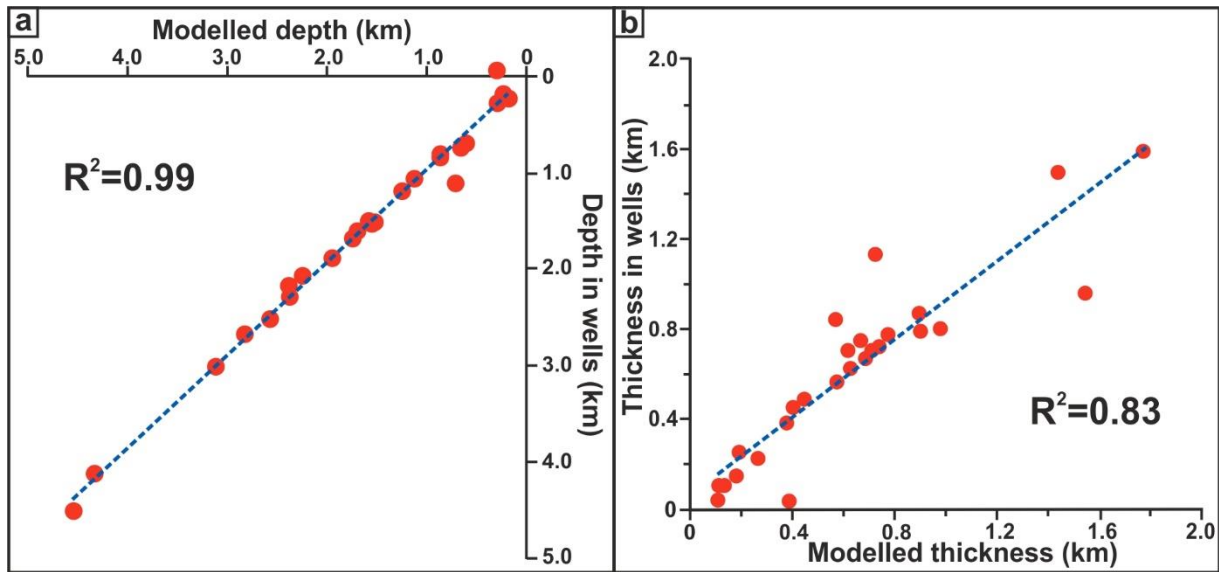 a
Modelled depth (km)
5.0 4.0 3.0 2.0 1.0 0
0
1.0
2.0
3.0
4.0
5.0
Depth in wells (km)
R²=0.99
b
2.0
1.6
1.2
0.8
0.4
0
Thickness in wells (km)
R²=0.83
0 0.4 0.8 1.2 1.6 2.0
Modelled thickness (km)